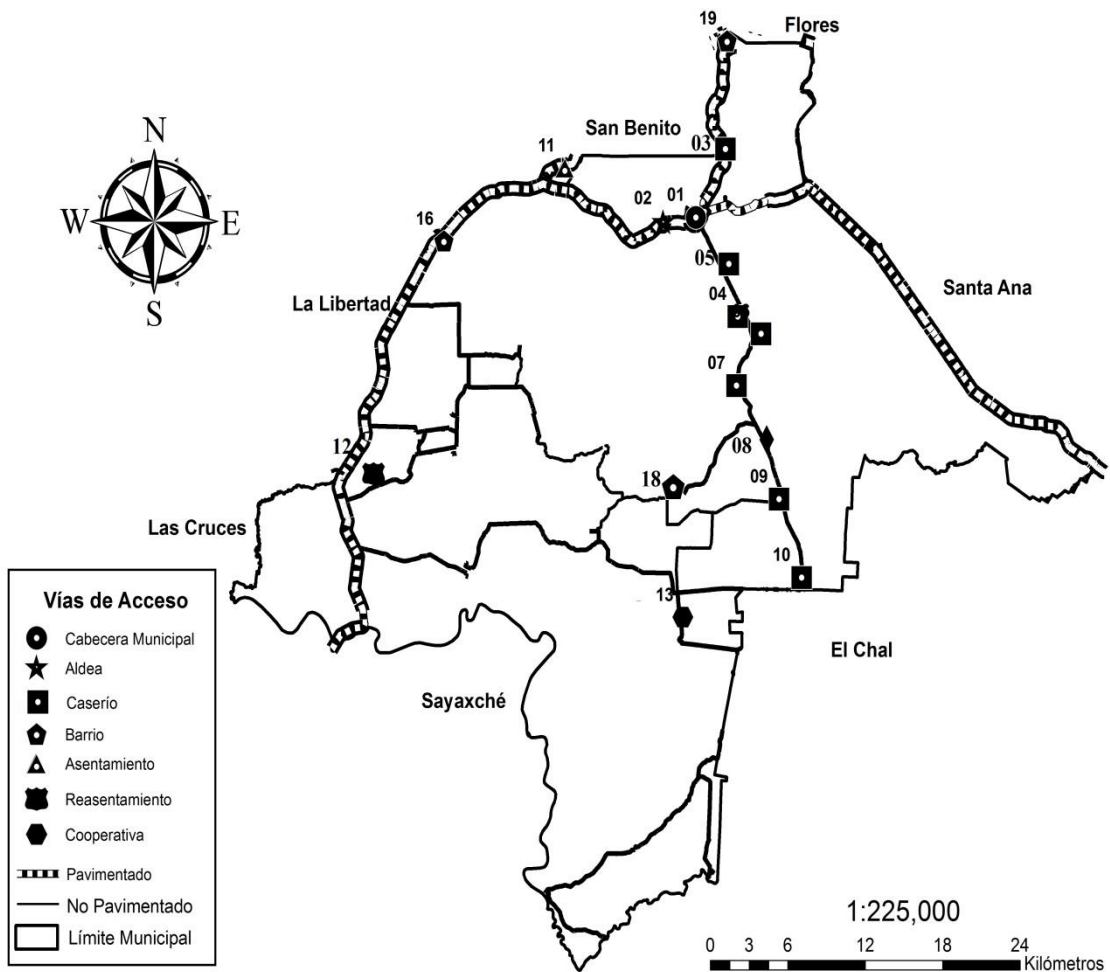 19
Flores
N
San Benito
03
11
02
01
W
E
16
05
S
La Libertad
04
Santa Ana
07
12
08
18
09
Las Cruces
10
13
El Chal
Sayaxché
Vías de Acceso
Cabecera Municipal
Aldea
Caserío
Barrio
Asentamiento
Reasentamiento
Cooperativa
Pavimentado
No Pavimentado
Límite Municipal
1:225,000
0 3 6 12 18 24
Kilómetros